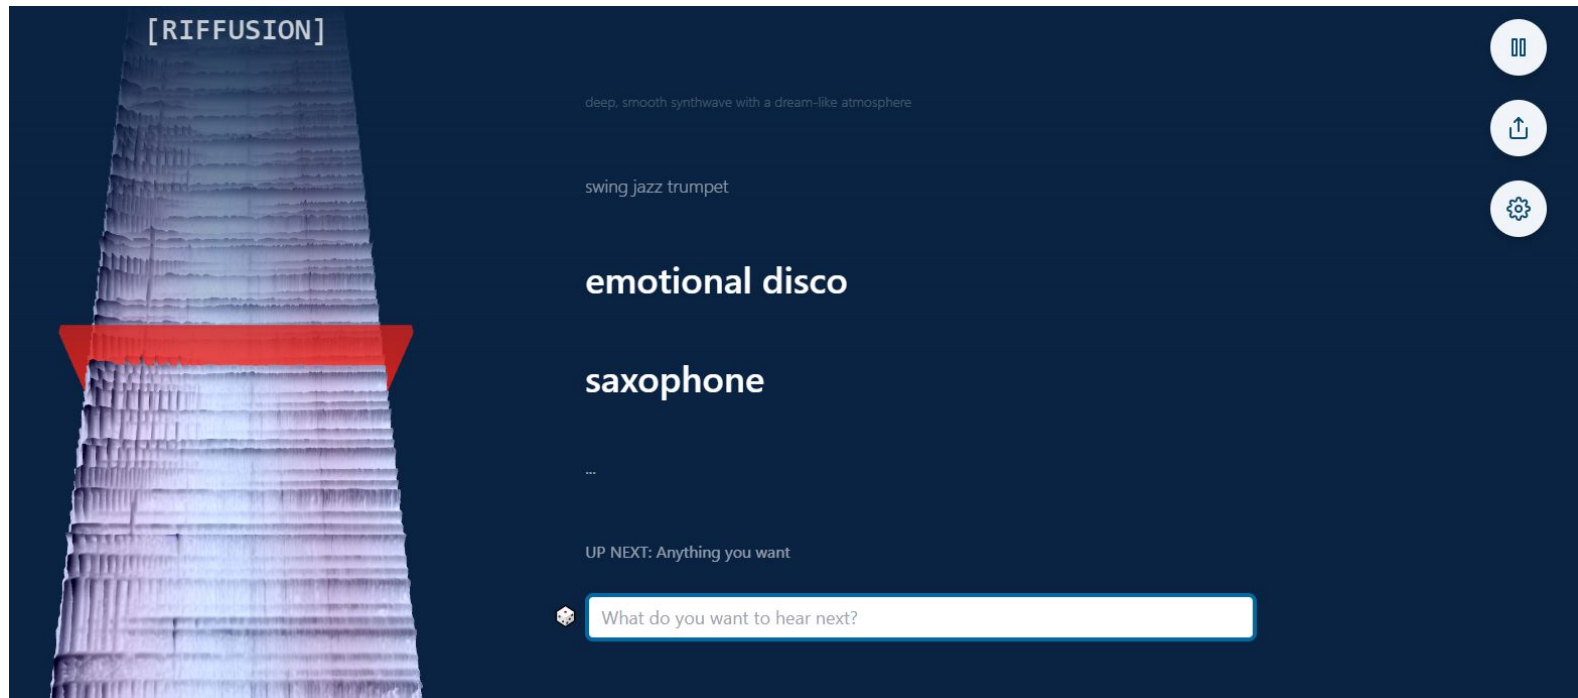 [RIFFUSION]
deep, smooth synthwave with a dream-like atmosphere
swing jazz trumpet
emotional disco
saxophone
...
UP NEXT: Anything you want
What do you want to hear next?